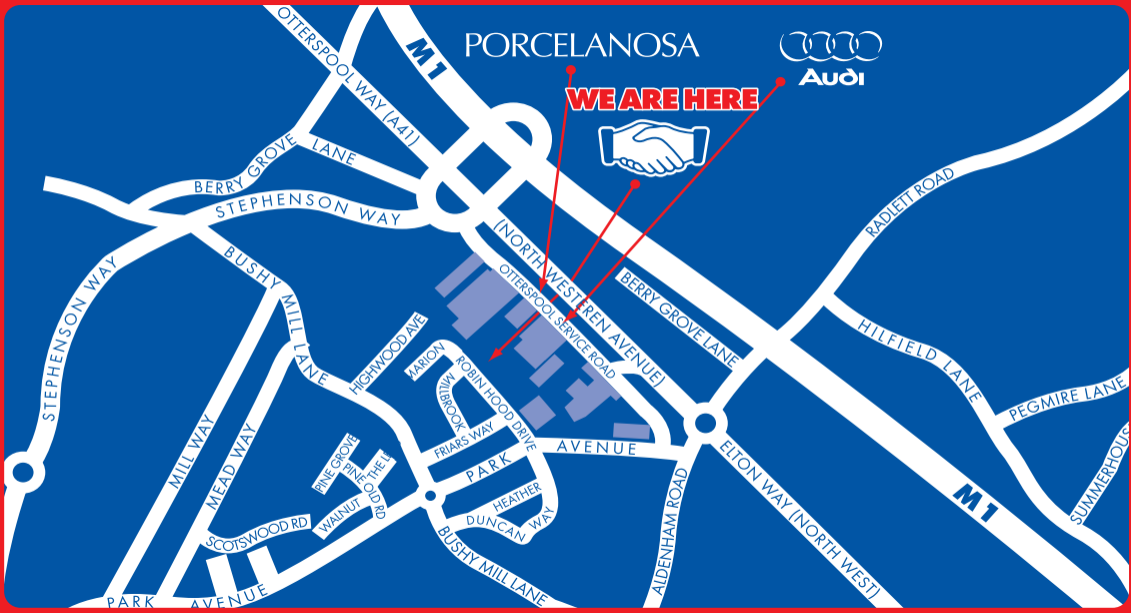 OTTERSPOOL WAY (A41)
M1
PORCELANOSA
Audi
WE ARE HERE
BERRY GROVE
LANE
STEPHENSON WAY
RADLETT ROAD
(NORTH WESTEREN AVENUE)
OTTERSPOOL SERVICE ROAD
BERRY GROVE LANE
STEPHENSON WAY
BUSHY MILL LANE
HIGHWOOD AVE
MARION
MILLBROOK
ROBIN HOOD DRIVE
HILFIELD LANE
PEGMIRE LANE
SUMMERHOUS
MILL WAY
MEAD WAY
FRIARS WAY
PARK AVENUE
PINE GROVE
PINE
THE L
OLD RD
WALNUT
SCOTSWOOD RD
HEATHER
DUNCAN WAY
ELTON WAY (NORTH WEST)
M1
ALDENHAM ROAD
BUSHY MILL LANE
PARK AVENUE